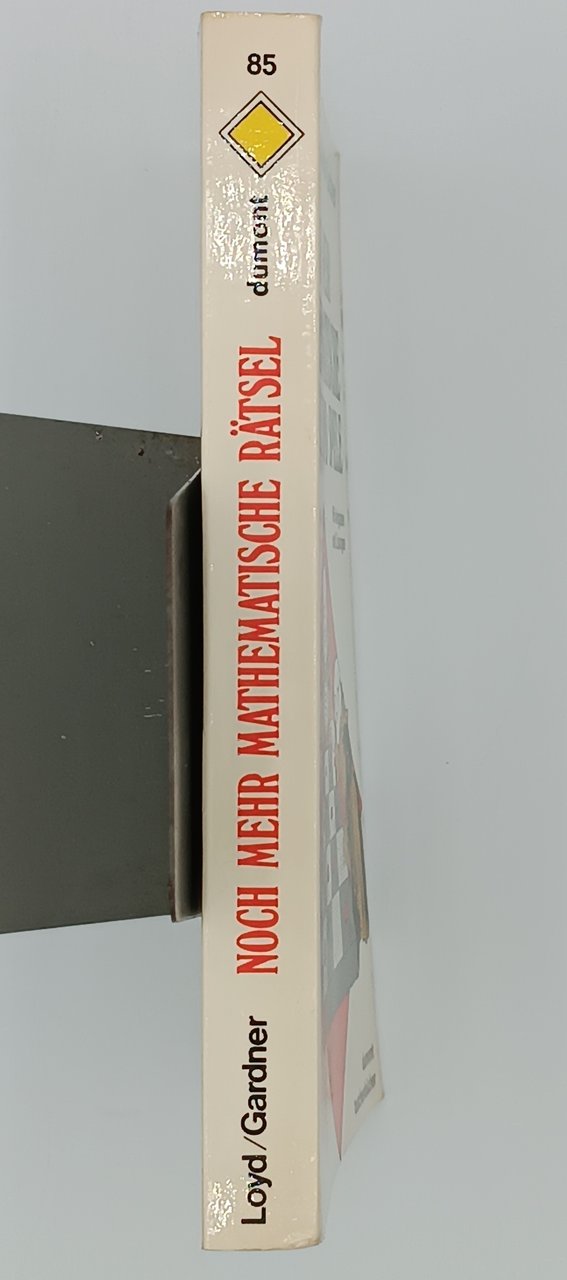 85
dumont
NOCH MEHR MATHEMATISCHE RÄTSEL
Loyd/Gardner